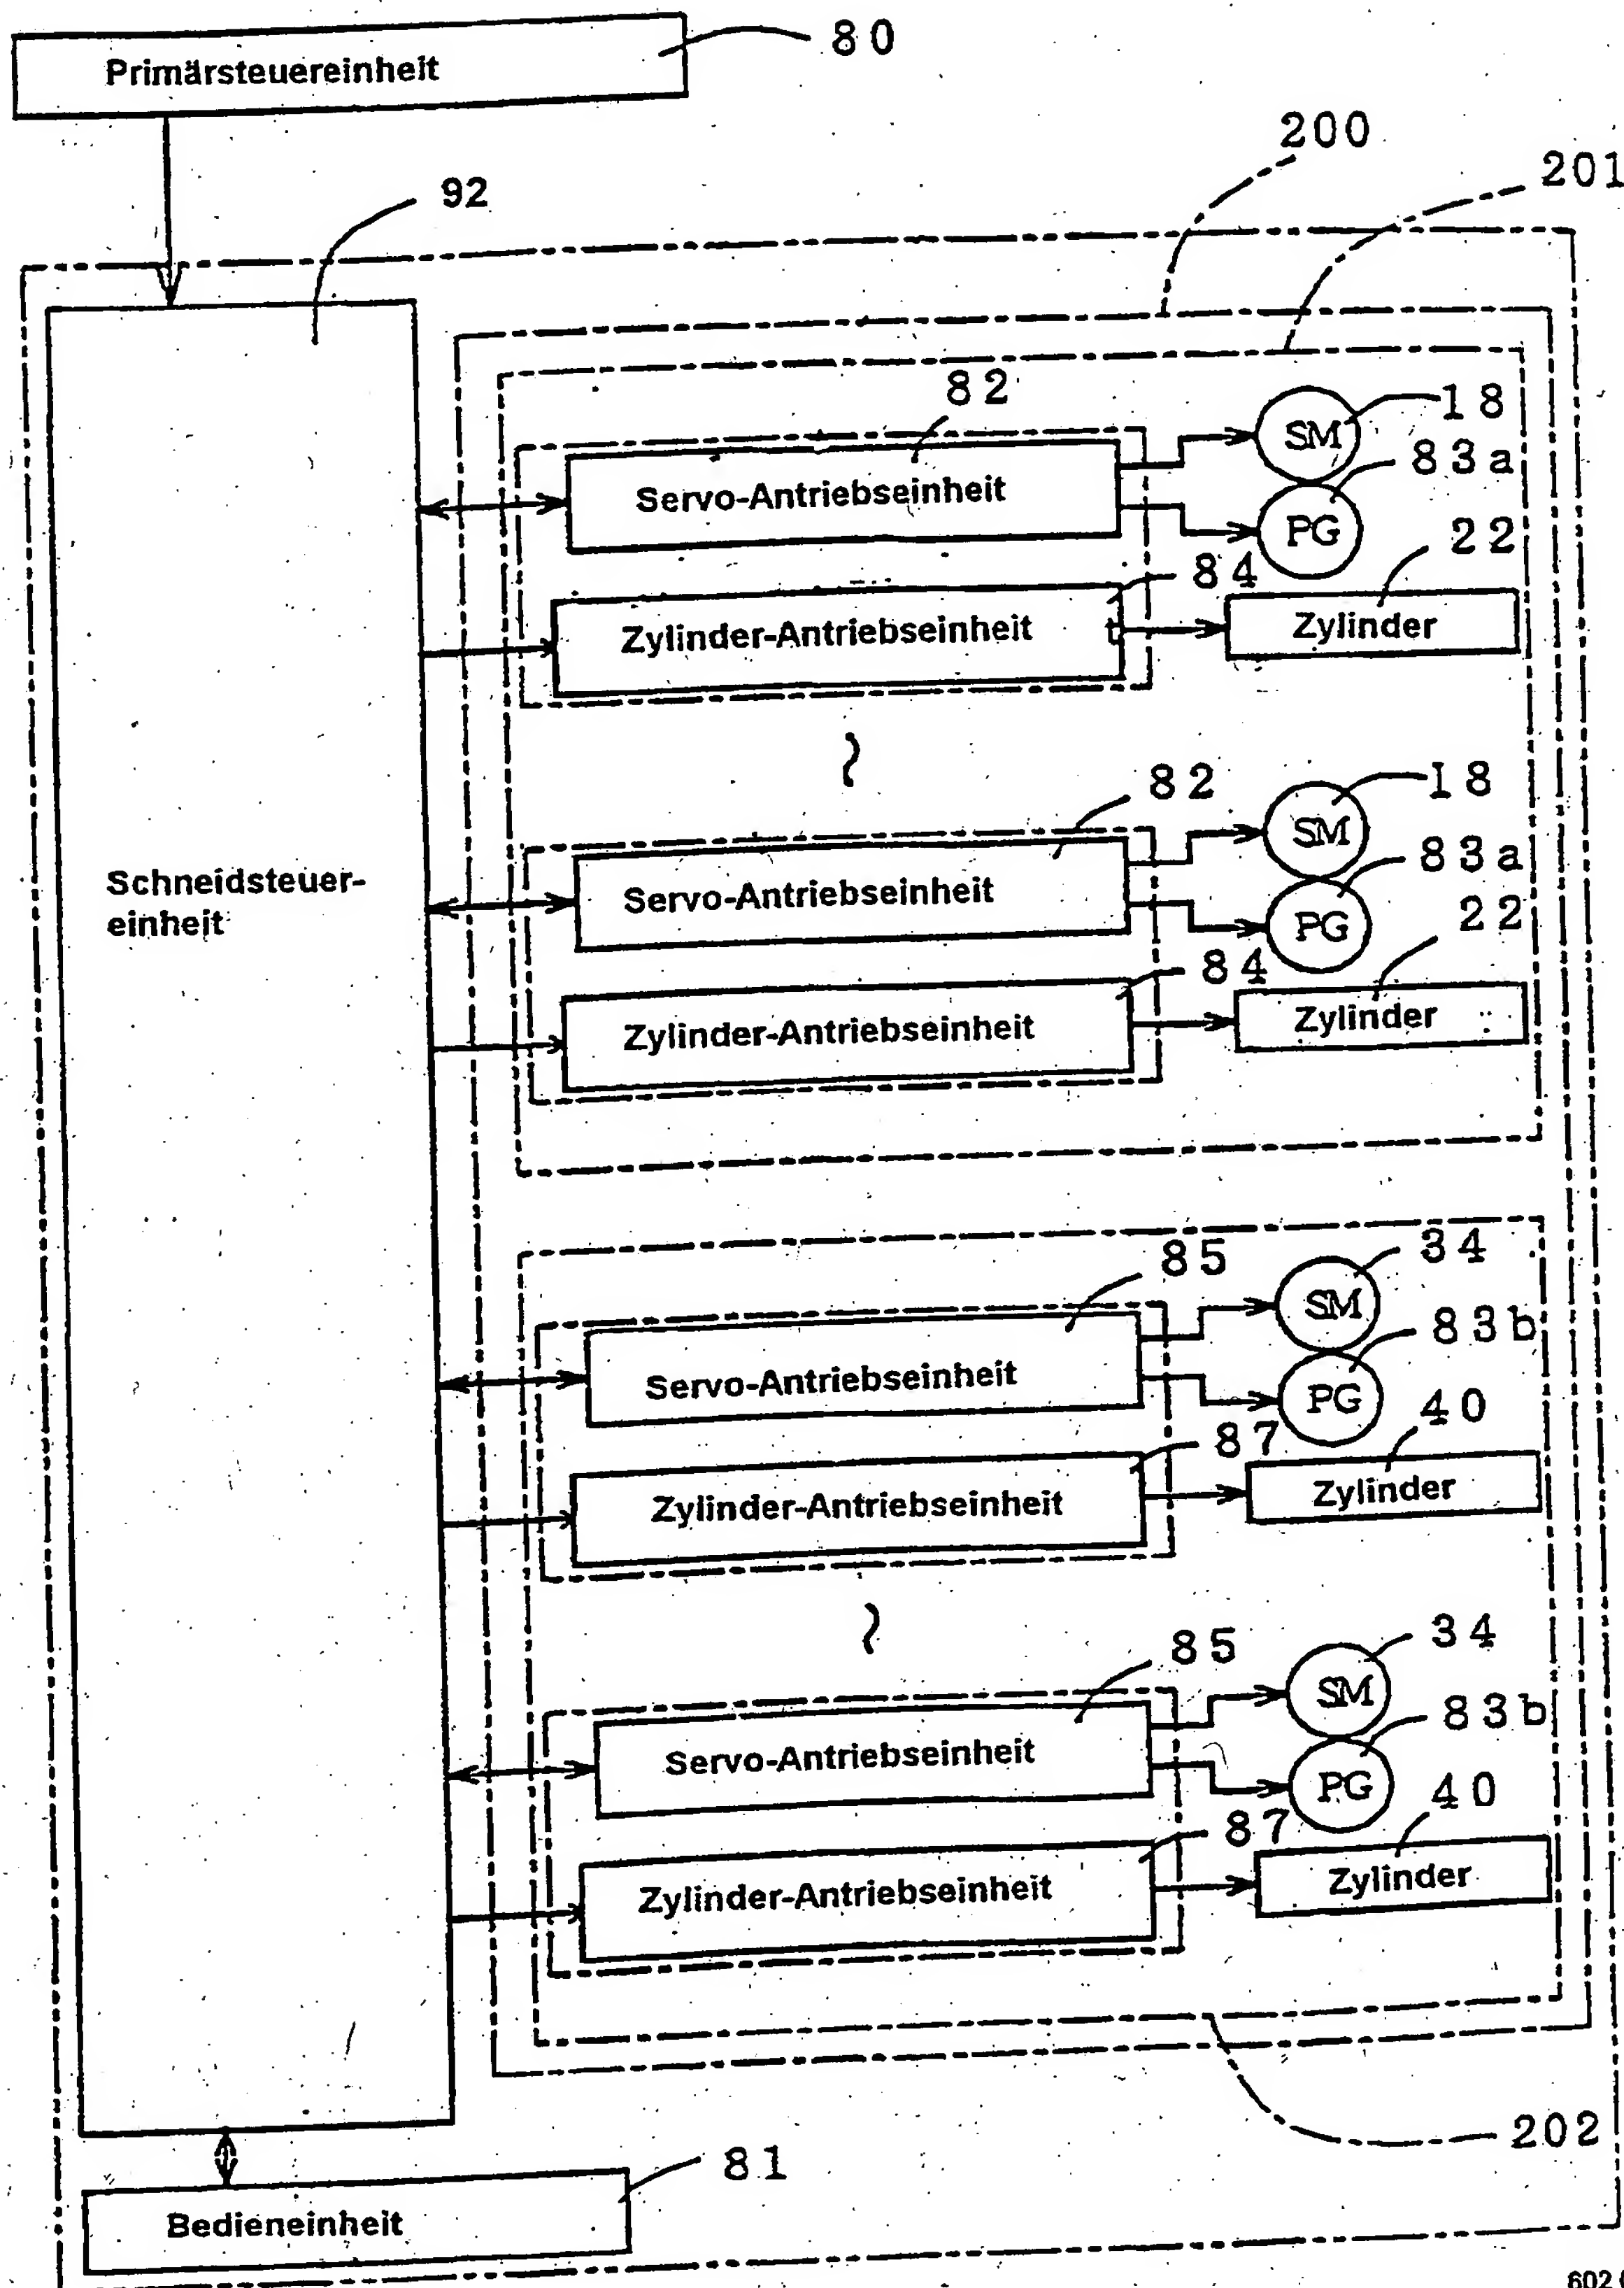 Primärsteuereinheit
80
92
200
201
82
SM
18
Servo-Antriebseinheit
83a
PG
22
84
Zylinder-Antriebseinheit
Zylinder
82
SM
18
83a
Servo-Antriebseinheit
PG
22
Schneidsteuer-
einheit
84
Zylinder-Antriebseinheit
Zylinder
85
34
SM
83b
Servo-Antriebseinheit
PG
40
87
Zylinder-Antriebseinheit
Zylinder
85
34
SM
83b
Servo-Antriebseinheit
PG
40
87
Zylinder-Antriebseinheit
Zylinder
202
81
Bedieneinheit
602